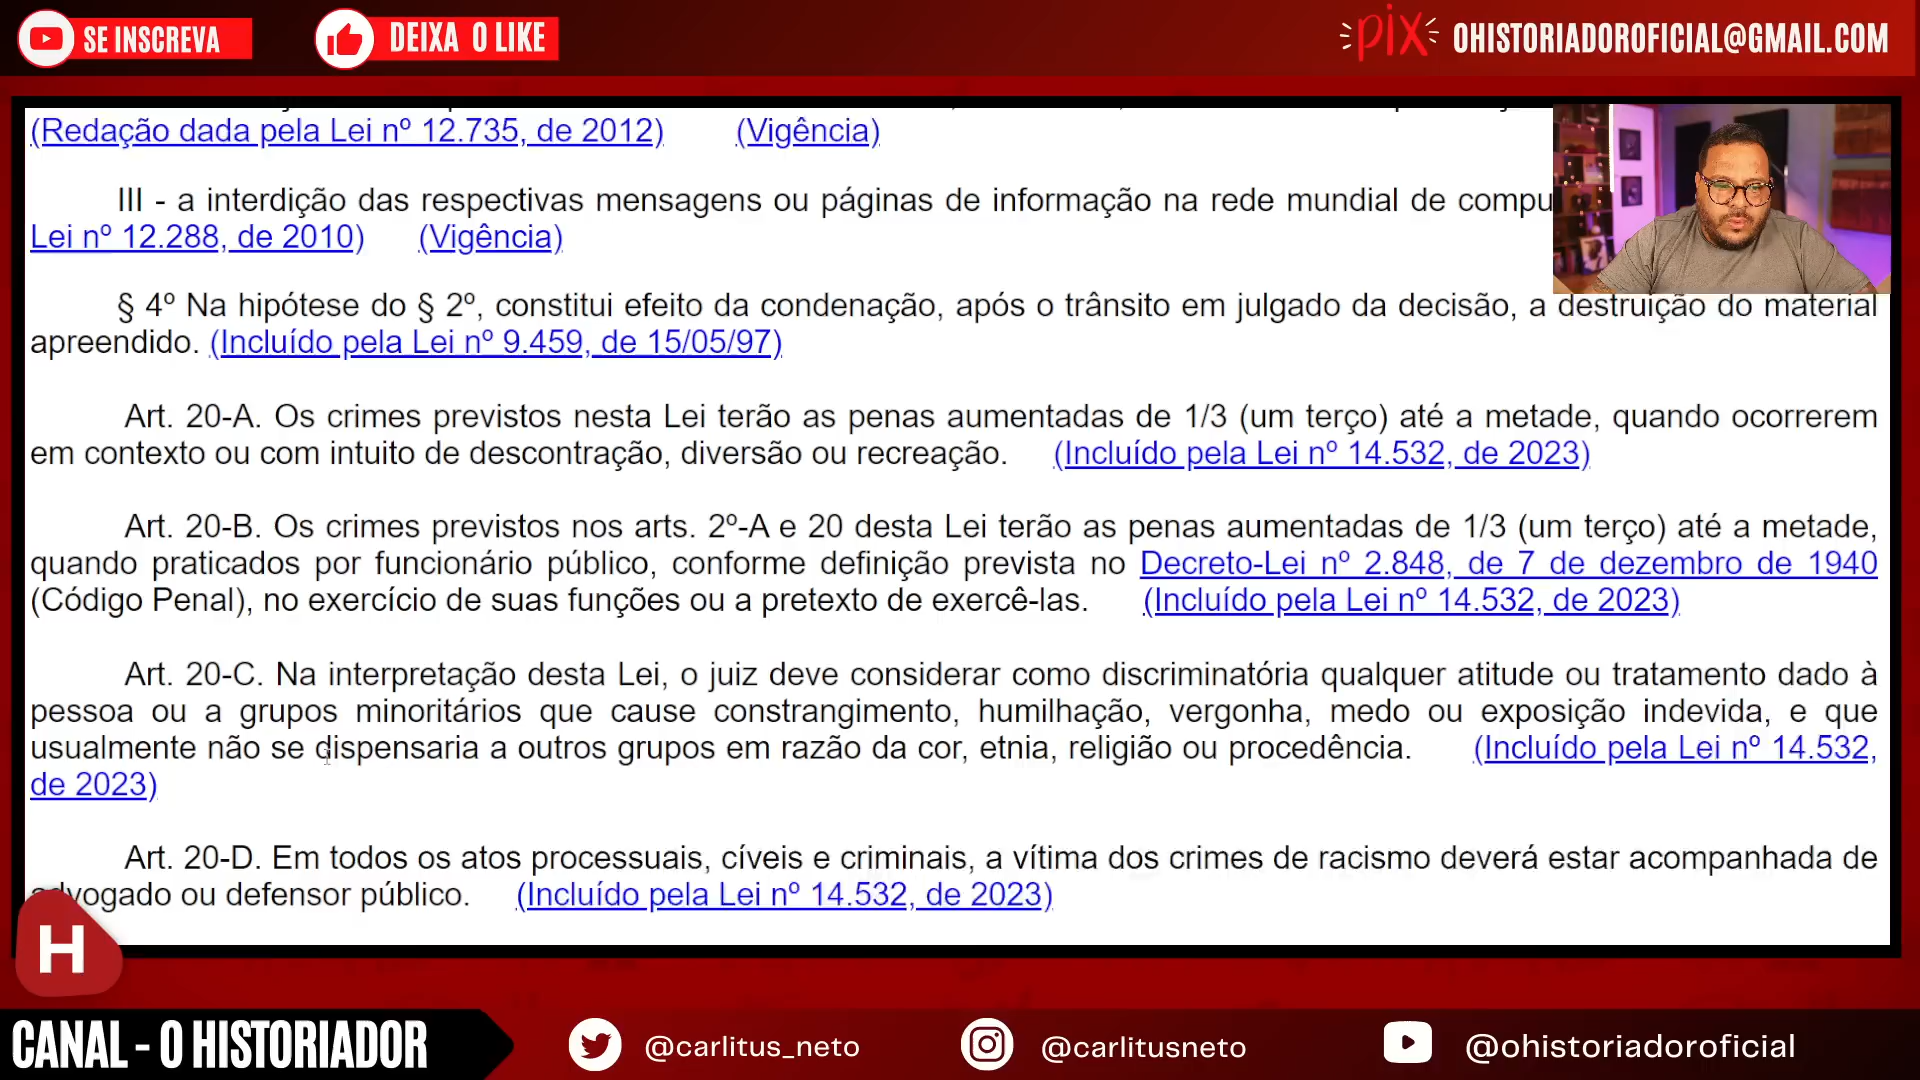 SE INSCREVA
DEIXA O LIKE
PIX OHISTORIADOROFICIAL@GMAIL.COM
(Redação dada pela Lei nº 12.735, de 2012) (Vigência)
III - a interdição das respectivas mensagens ou páginas de informação na rede mundial de compu
Lei nº 12.288, de 2010) (Vigência)
§ 4º Na hipótese do § 2º, constitui efeito da condenação, após o trânsito em julgado da decisão, a destruição do material
apreendido. (Incluído pela Lei nº 9.459, de 15/05/97)
Art. 20-A. Os crimes previstos nesta Lei terão as penas aumentadas de 1/3 (um terço) até a metade, quando ocorrerem
em contexto ou com intuito de descontração, diversão ou recreação. (Incluído pela Lei nº 14.532, de 2023)
Art. 20-B. Os crimes previstos nos arts. 2º-A e 20 desta Lei terão as penas aumentadas de 1/3 (um terço) até a metade,
quando praticados por funcionário público, conforme definição prevista no Decreto-Lei nº 2.848, de 7 de dezembro de 1940
(Código Penal), no exercício de suas funções ou a pretexto de exercê-las. (Incluído pela Lei nº 14.532, de 2023)
Art. 20-C. Na interpretação desta Lei, o juiz deve considerar como discriminatória qualquer atitude ou tratamento dado à
pessoa ou a grupos minoritários que cause constrangimento, humilhação, vergonha, medo ou exposição indevida, e que
usualmente não se dispensaria a outros grupos em razão da cor, etnia, religião ou procedência. (Incluído pela Lei nº 14.532,
de 2023)
Art. 20-D. Em todos os atos processuais, cíveis e criminais, a vítima dos crimes de racismo deverá estar acompanhada de
advogado ou defensor público. (Incluído pela Lei nº 14.532, de 2023)
H
CANAL - O HISTORIADOR
@carlitus_neto
@carlitusneto
@ohistoriadoroficial